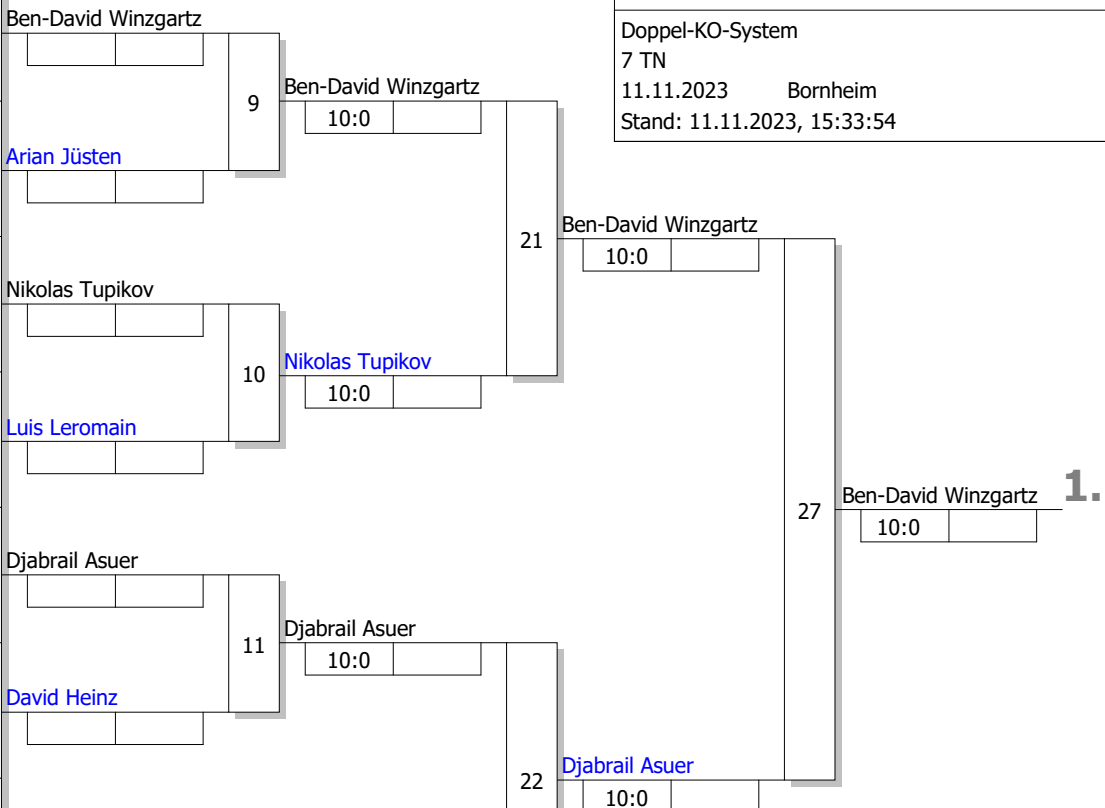 Ben-David Winzgartz
Doppel-KO-System
7 TN
9
Ben-David Winzgartz
11.11.2023 Bornheim
10:0
Stand: 11.11.2023, 15:33:54
Arian Jüsten
21
Ben-David Winzgartz
10:0
Nikolas Tupikov
10
Nikolas Tupikov
10:0
Luis Leromain
27
Ben-David Winzgartz
1.
10:0
Djabrail Asuer
11
Djabrail Asuer
10:0
David Heinz
22
Djabrail Asuer
10:0